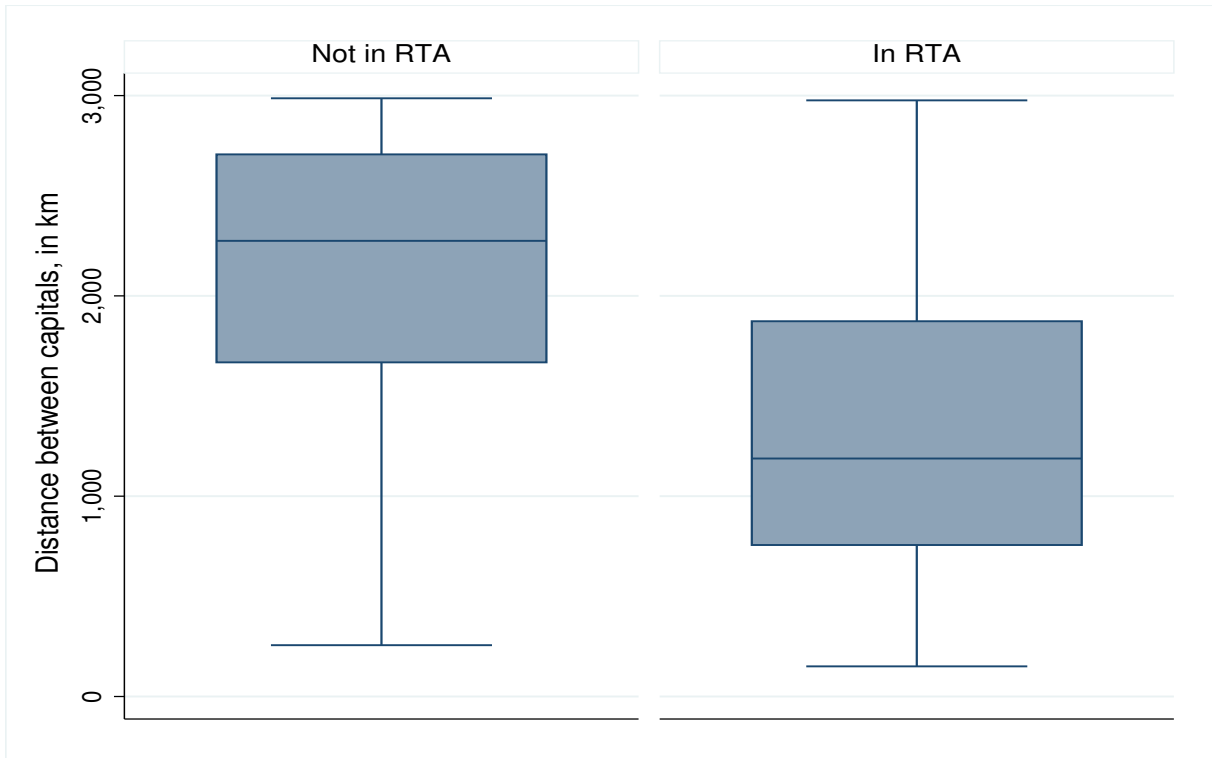 Not in RTA
In RTA
Distance between capitals, in km
3,000
2,000
1,000
0